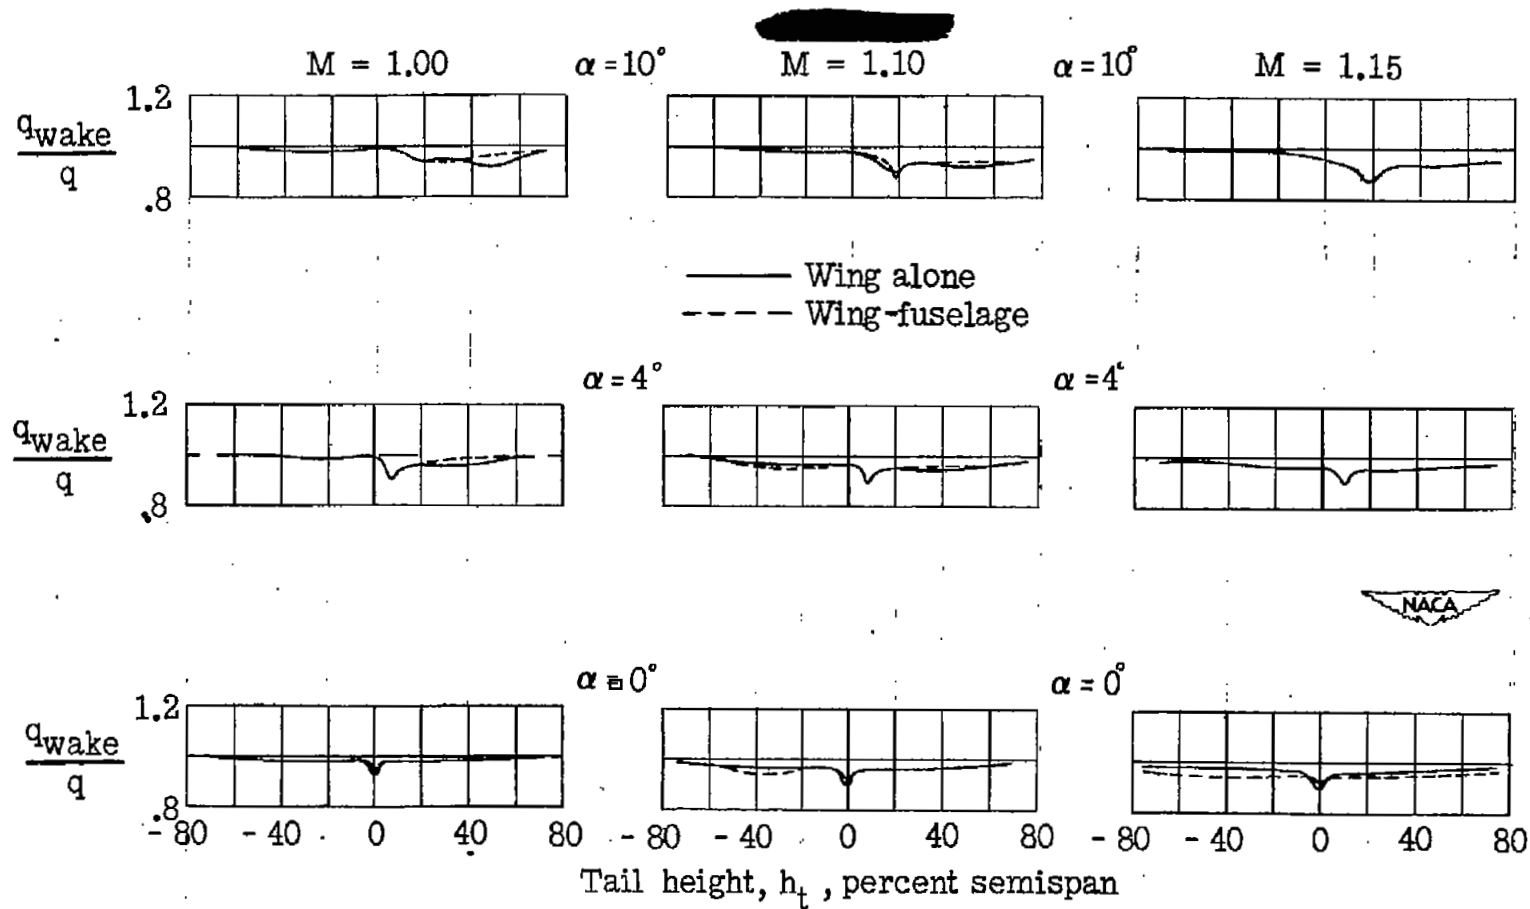 M = 1.00 α = 10° M = 1.10 α = 10° M = 1.15
1.2
q_wake
q
.8
Wing alone
Wing-fuselage
α = 4° α = 4°
1.2
q_wake
q
.8
NACA
α = 0° α = 0°
1.2
q_wake
q
.8
-80 -40 0 40 80 -80 -40 0 40 80 -80 -40 0 40 80
Tail height, h_t , percent semispan